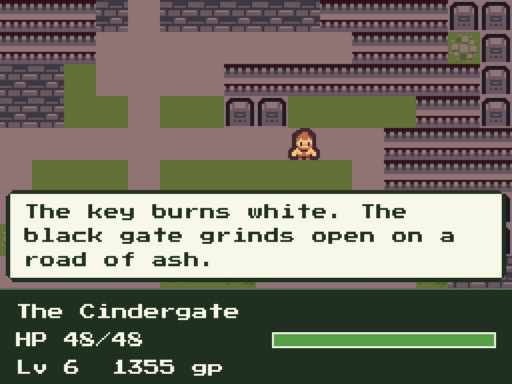 The key burns white. The
black gate grinds open on a
road of ash.
The Cindergate
HP 48/48
Lv 6 1355 gp